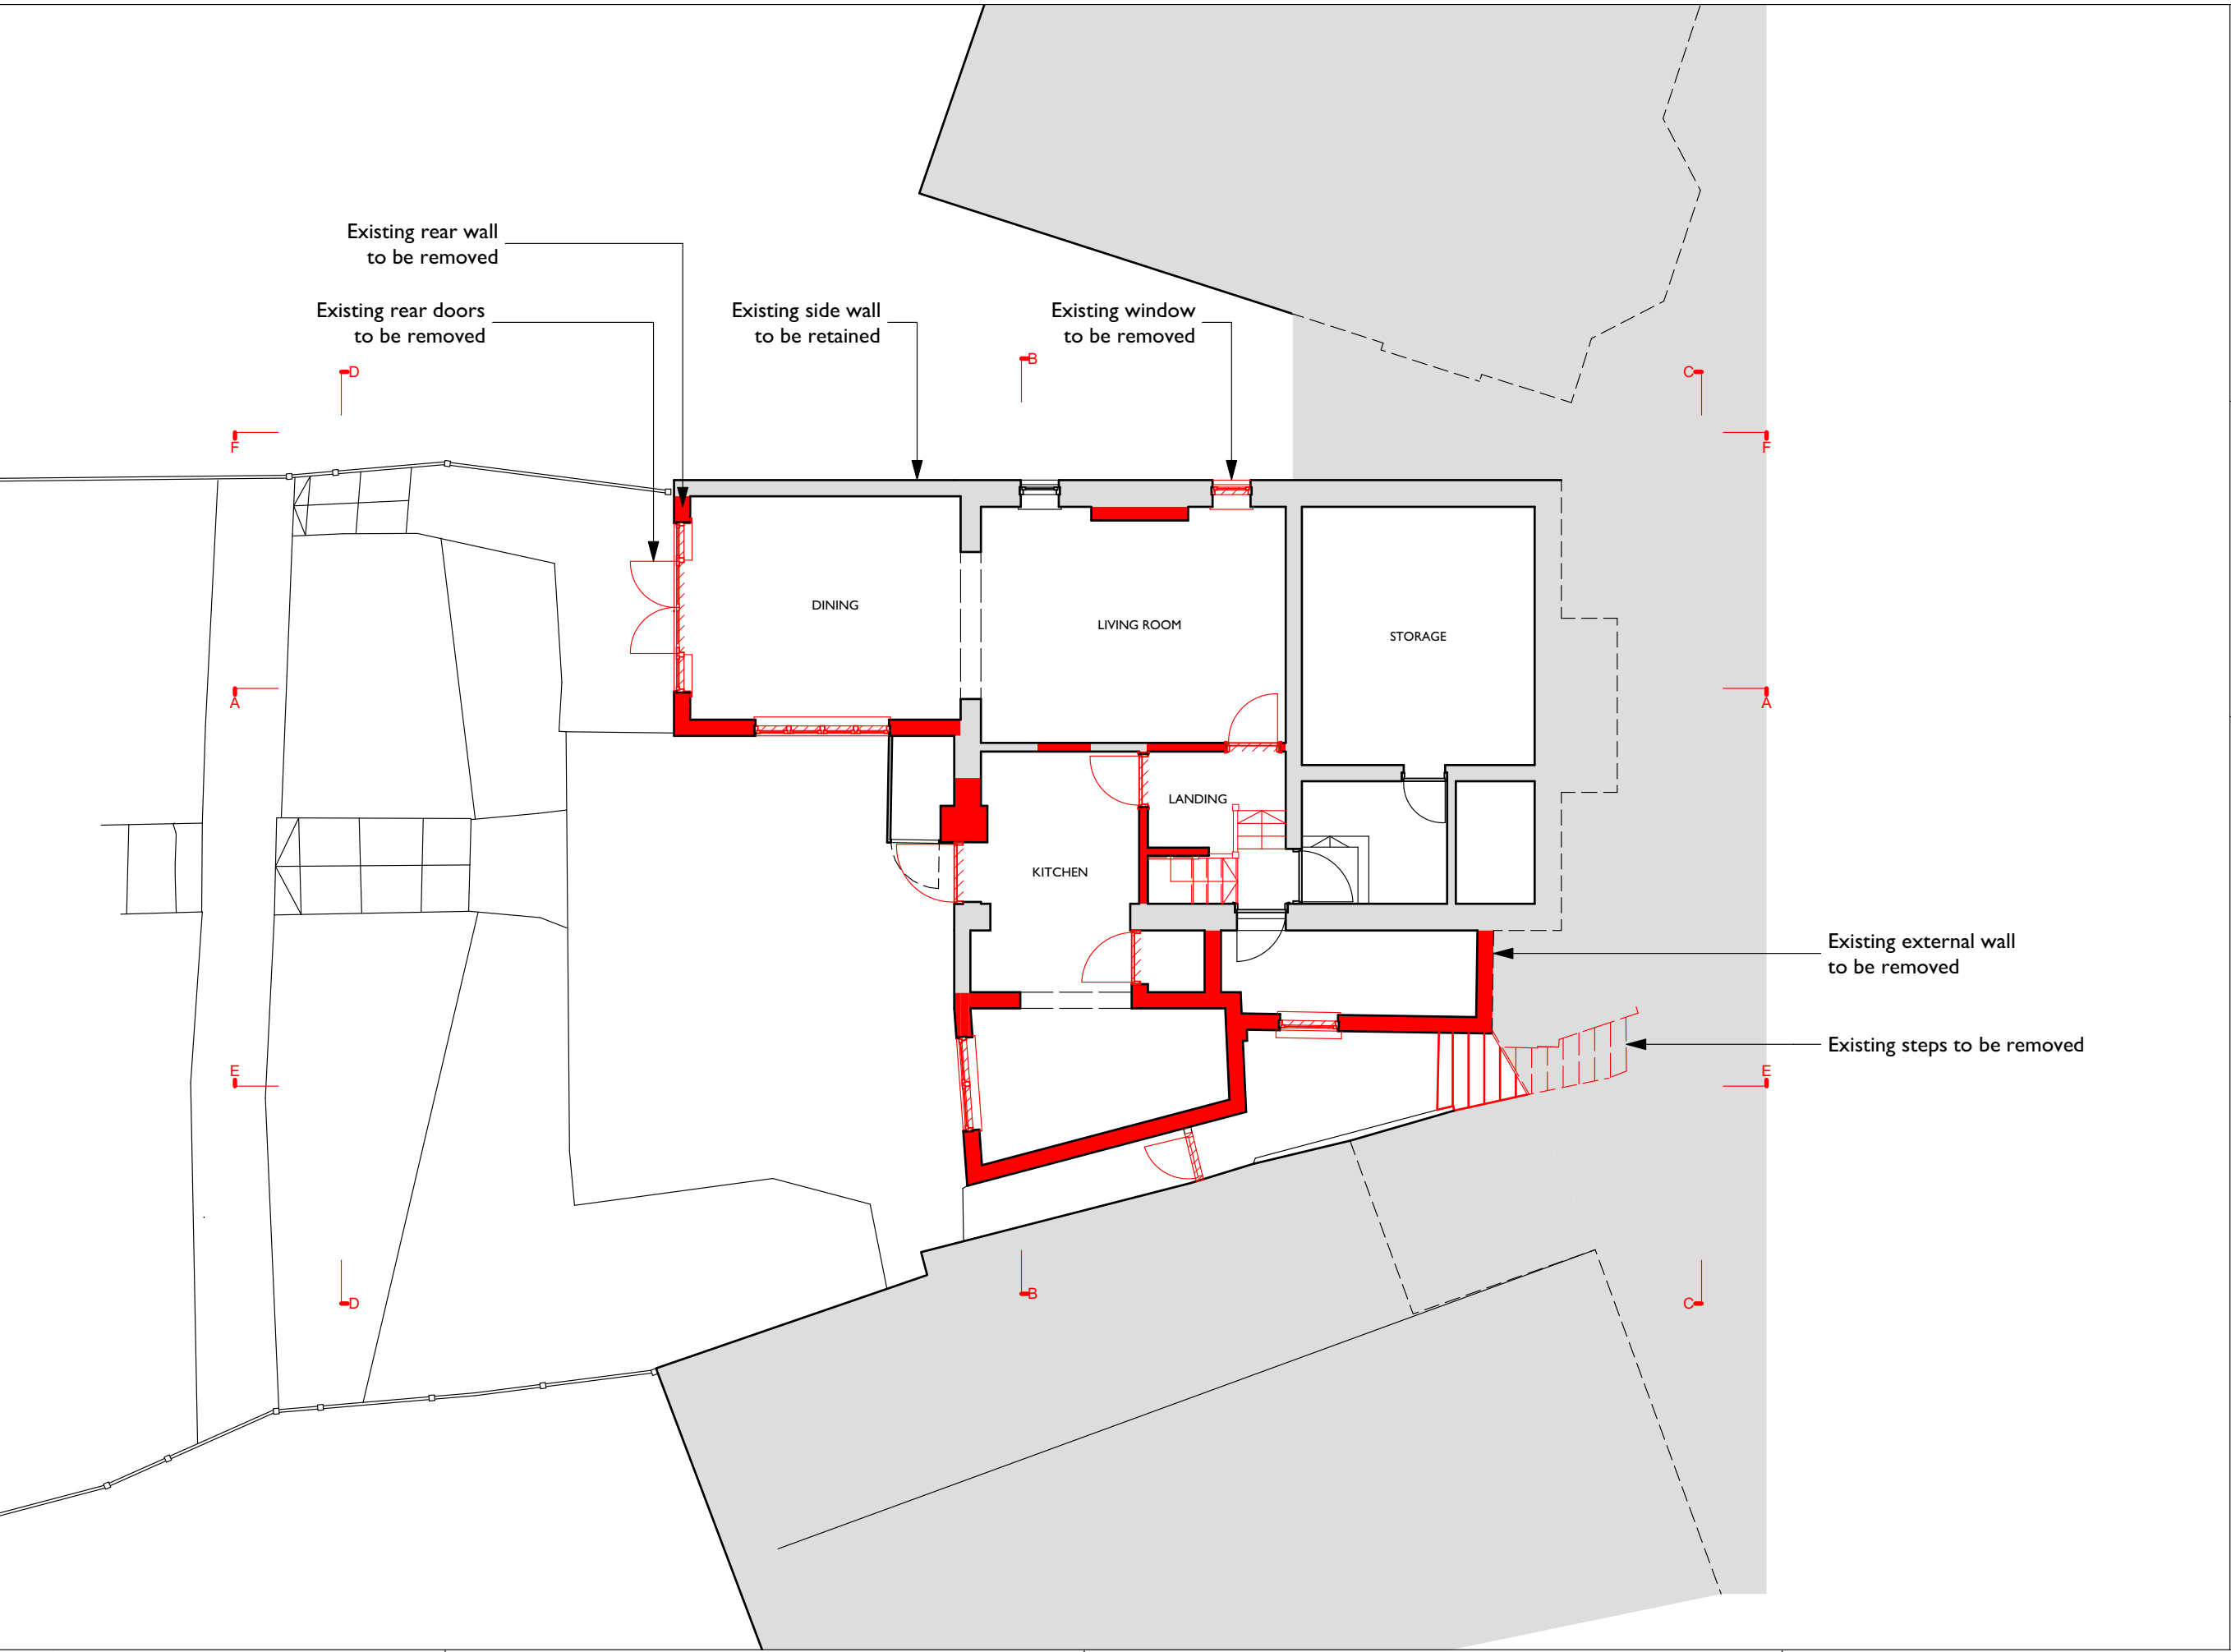 Existing rear wall
to be removed
Existing rear doors
to be removed
Existing side wall
to be retained
Existing window
to be removed
B
D
C
F
F
DINING
LIVING ROOM
STORAGE
A
A
LANDING
KITCHEN
Existing external wall
to be removed
Existing steps to be removed
E
E
B
D
C